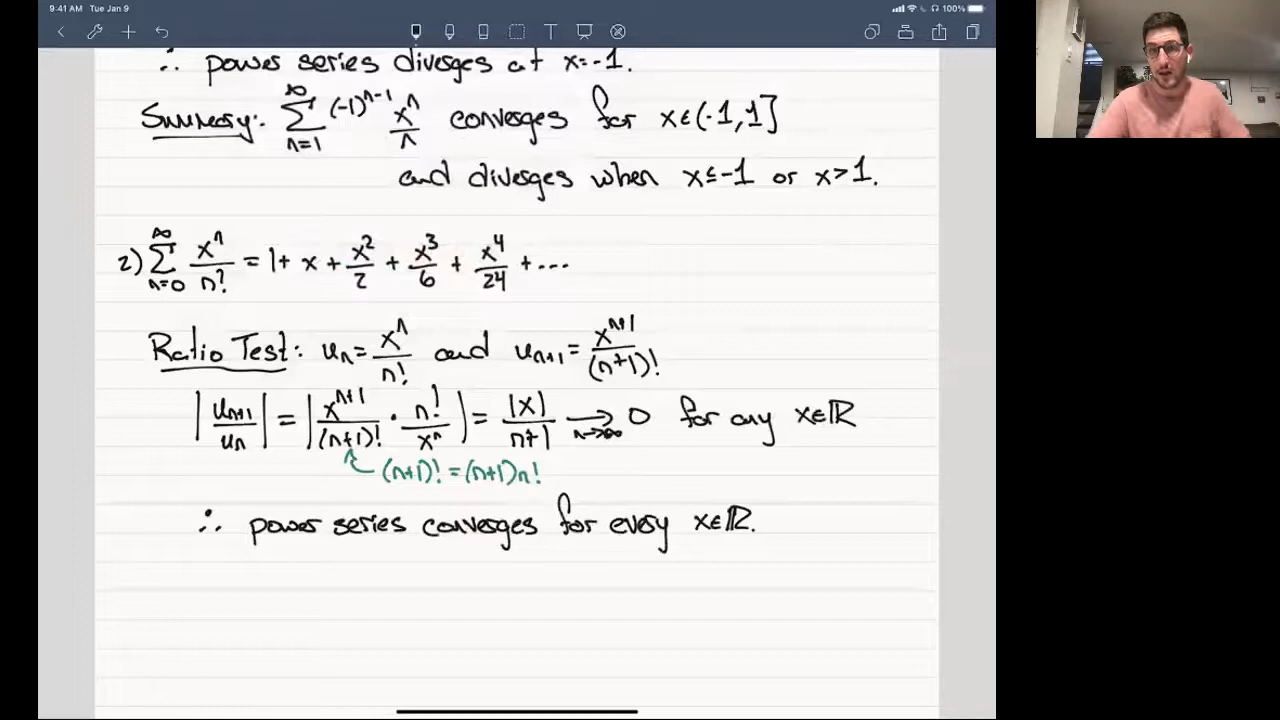 9:41 AM Tue Jan 9
100%
∴ power series diverges at x=-1.
Summary: ∑_{n=1}^{∞} (-1)^{n-1} x^n/n converges for x∈(-1,1]
and diverges when x≤-1 or x>1.
2) ∑_{n=0}^{∞} x^n/n! = 1+ x + x^2/2 + x^3/6 + x^4/24 + ...
Ratio Test: u_n = x^n/n! and u_{n+1} = x^{n+1}/(n+1)!
|u_{n+1}/u_n| = |x^{n+1}/(n+1)! · n!/x^n| = |x|/n+1 →_{n→∞} 0 for any x∈ℝ
(n+1)! = (n+1)n!
∴ power series converges for every x∈ℝ.